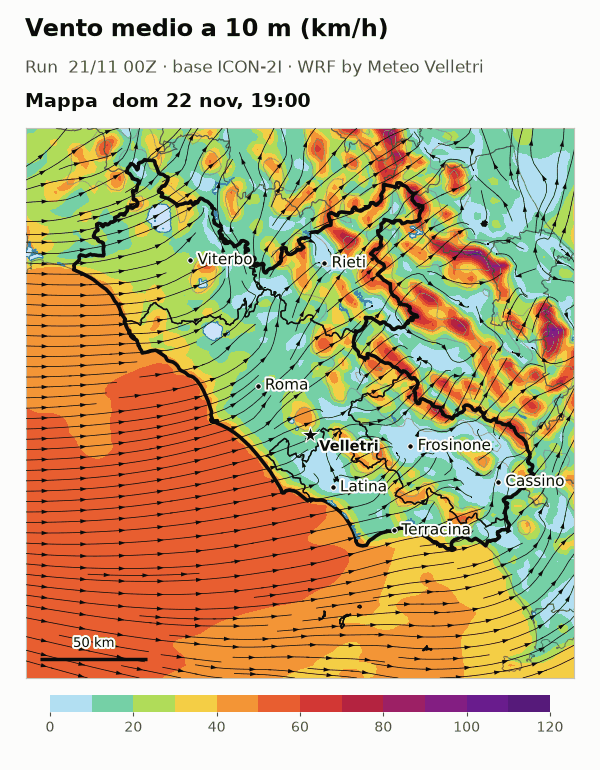 Vento medio a 10 m (km/h)
Run 21/11 00Z · base ICON-2I · WRF by Meteo Velletri
Mappa dom 22 nov, 19:00
Viterbo
Rieti
Roma
Velletri
Frosinone
Latina
Cassino
Terracina
50 km
0 20 40 60 80 100 120